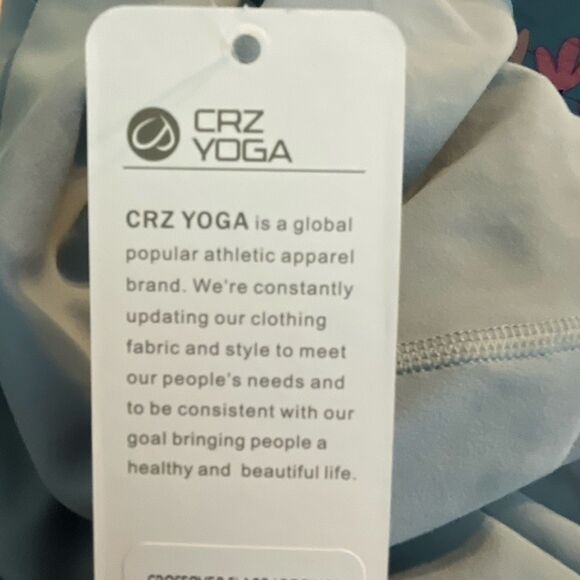 CRZ
YOGA
CRZ YOGA is a global
popular athletic apparel
brand. We're constantly
updating our clothing
fabric and style to meet
our people's needs and
to be consistent with our
goal bringing people a
healthy and beautiful life.